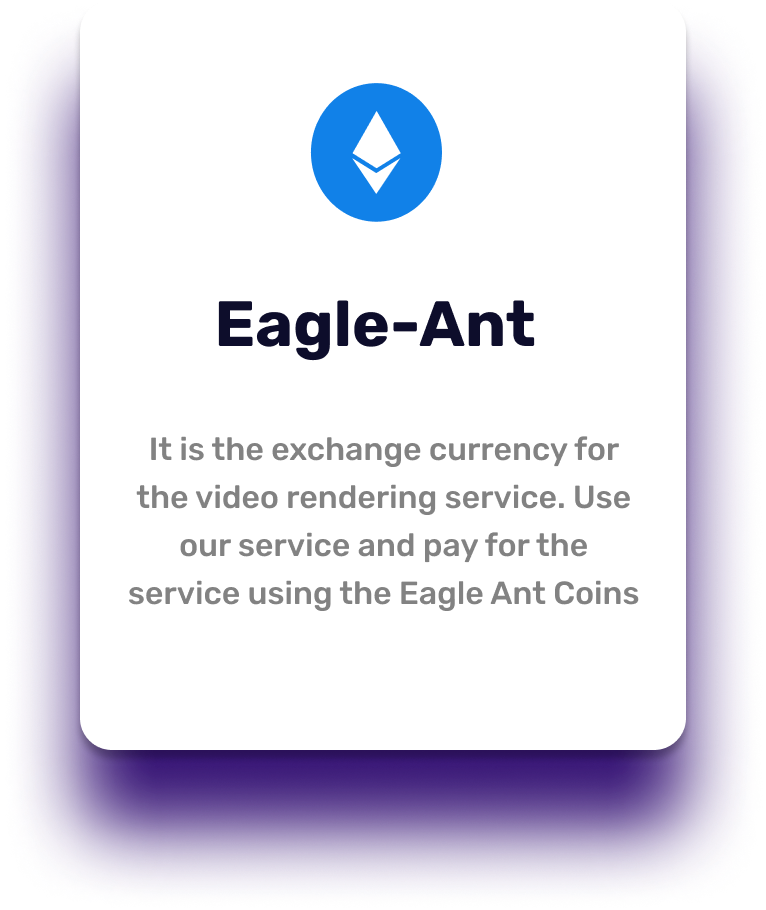 Eagle-Ant
It is the exchange currency for
the video rendering service. Use
our service and pay for the
service using the Eagle Ant Coins